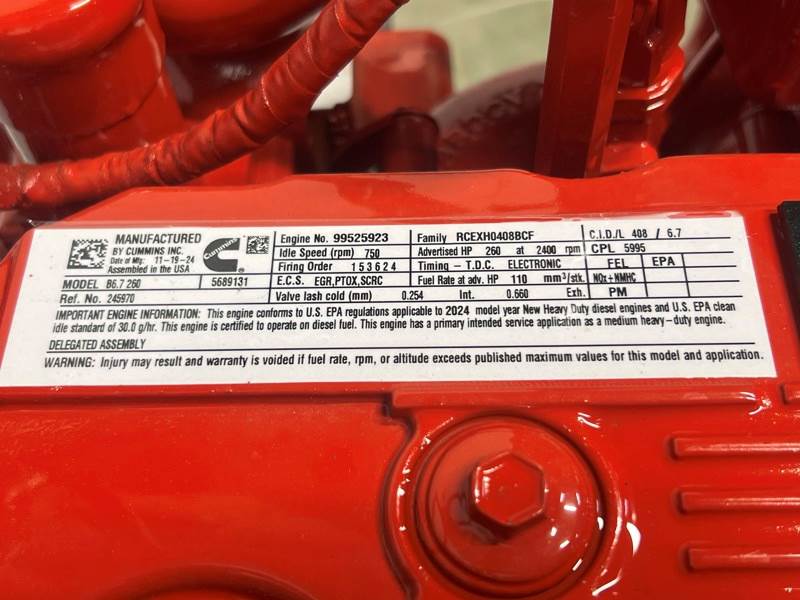 MANUFACTURED
BY CUMMINS INC.
Date of Mfg. 11-19-24
Assembled in the USA
Cummins
MODEL B6.7 260 5689131
Ref. No. 245970
Engine No. 99525923
Idle Speed (rpm) 750
Firing Order 1 5 3 6 2 4
E.C.S. EGR,PTOX,SCRC
Valve lash cold (mm) 0.254 Int. 0.660 Exh.
Family RCEXH0408BCF
Advertised HP 260 at 2400 rpm
Timing - T.D.C. ELECTRONIC
Fuel Rate at adv. HP 110 mm³/stk.
C.I.D./L 408 / 6.7
CPL 5995
FEL EPA
NOx+NMHC
PM
IMPORTANT ENGINE INFORMATION: This engine conforms to U.S. EPA regulations applicable to 2024 model year New Heavy Duty diesel engines and U.S. EPA clean
idle standard of 30.0 g/hr. This engine is certified to operate on diesel fuel. This engine has a primary intended service application as a medium heavy-duty engine.
DELEGATED ASSEMBLY
WARNING: Injury may result and warranty is voided if fuel rate, rpm, or altitude exceeds published maximum values for this model and application.